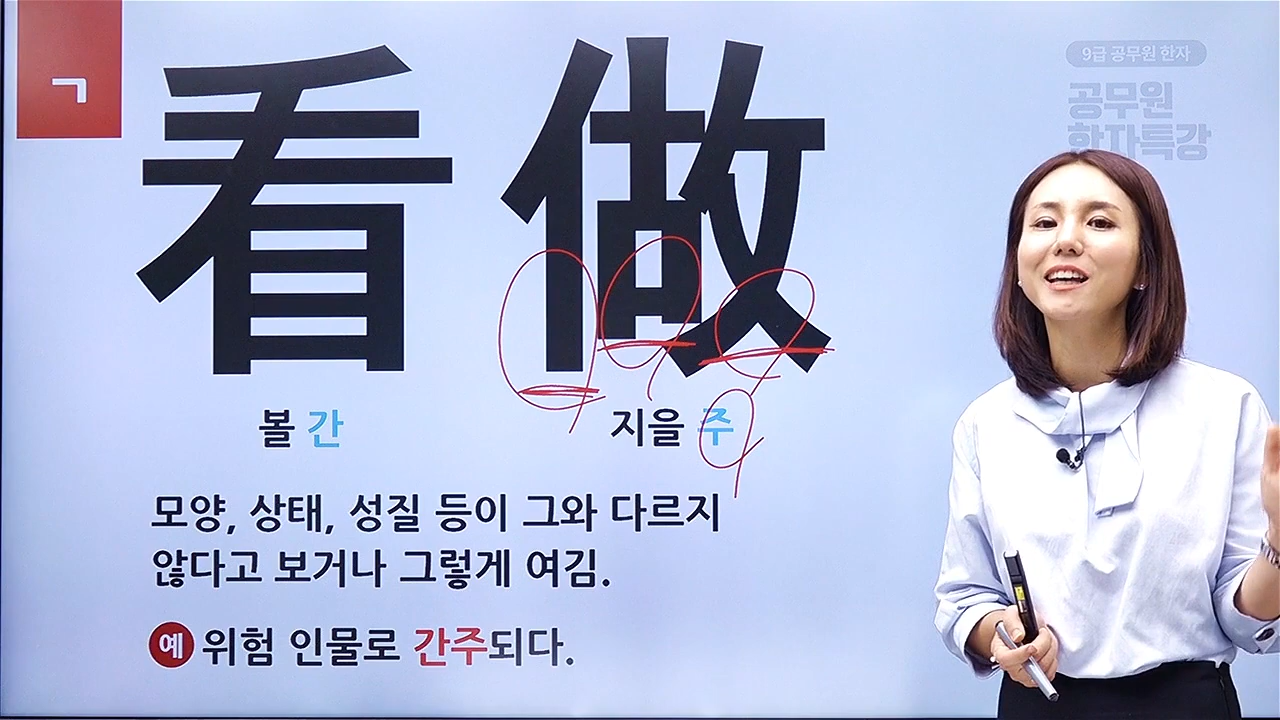 ㄱ
看做
9급 공무원 한자
공무원
한자특강
볼 간
지을 주
모양, 상태, 성질 등이 그와 다르지
않다고 보거나 그렇게 여김.
예 위험 인물로 간주되다.